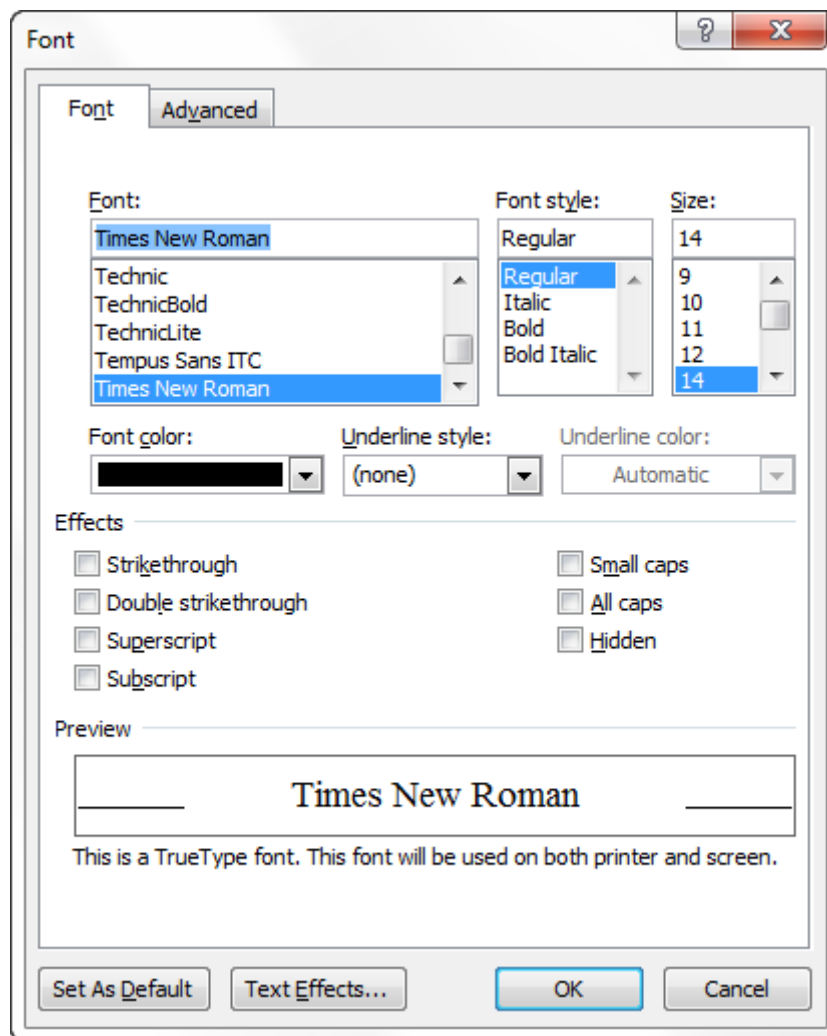 Font
Font Advanced
Font: Font style: Size:
Times New Roman Regular 14
Technic Regular 9
TechnicBold Italic 10
TechnicLite Bold 11
Tempus Sans ITC Bold Italic 12
Times New Roman 14
Font color: Underline style: Underline color:
(none) Automatic
Effects
Strikethrough Small caps
Double strikethrough All caps
Superscript Hidden
Subscript
Preview
Times New Roman
This is a TrueType font. This font will be used on both printer and screen.
Set As Default Text Effects... OK Cancel